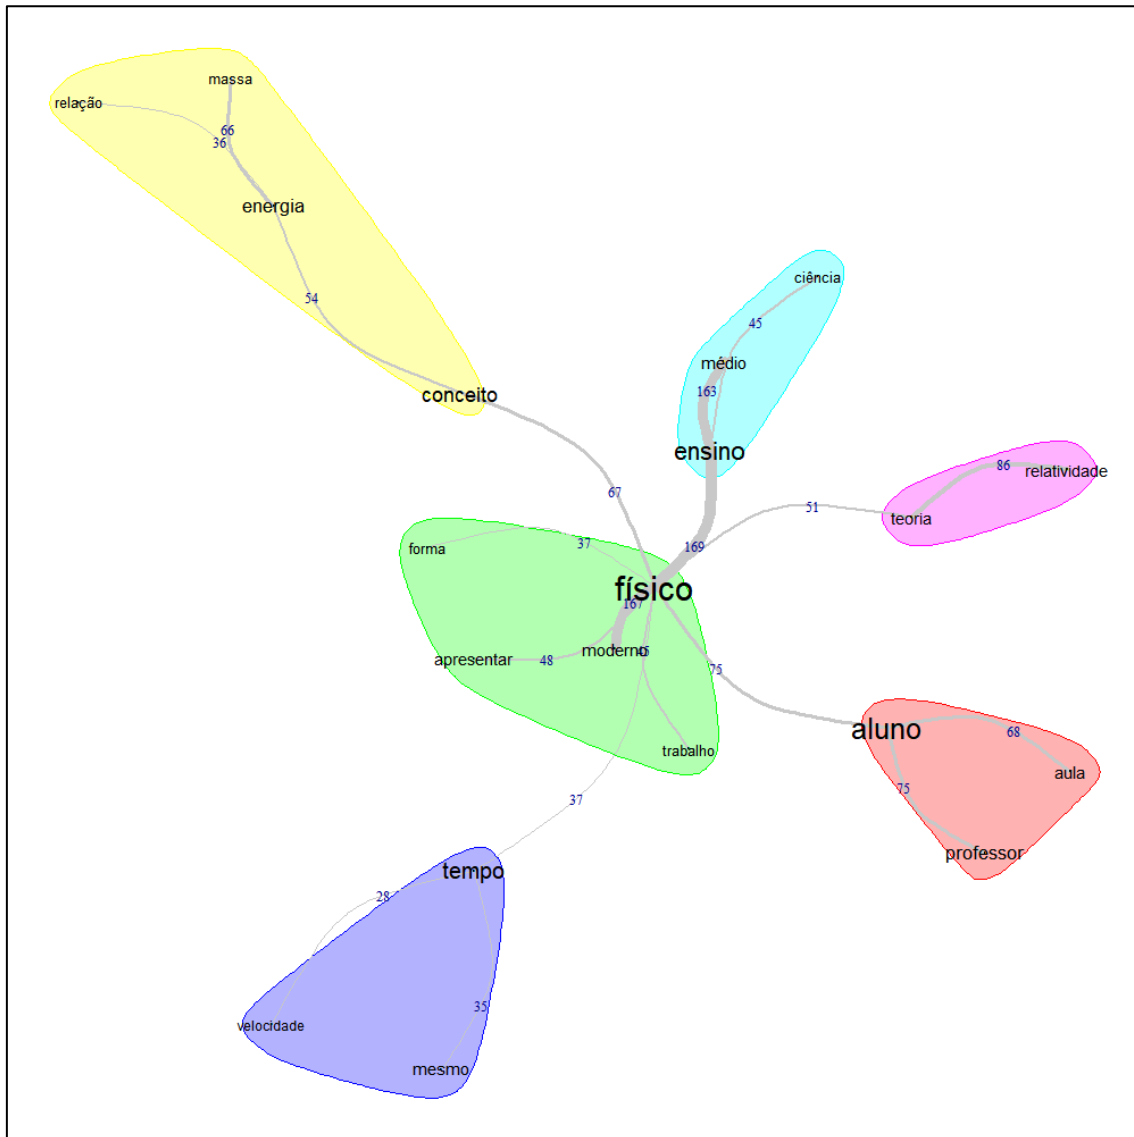 massa
relação
66
36
energia
ciência
54
45
médio
163
conceito
ensino
86
relatividade
67
51
teoria
forma
37
169
físico
167
apresentar
48
moderno
45
75
aluno
68
trabalho
aula
75
37
professor
tempo
28
35
velocidade
mesmo